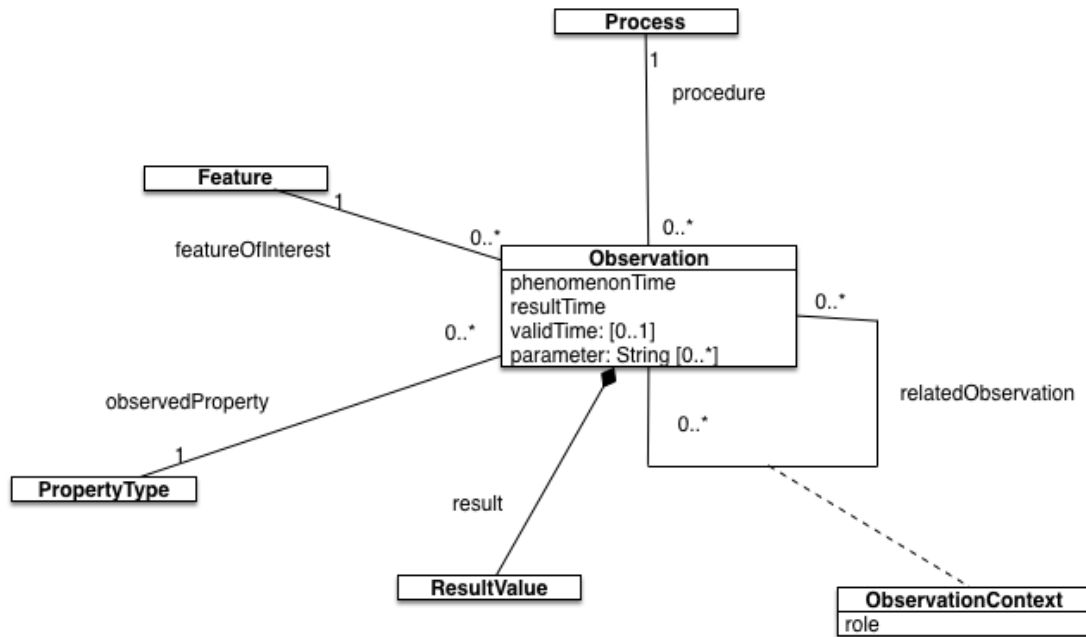 Process
1
procedure
Feature
1
0..*
0..*
featureOfInterest
Observation
phenomenonTime
resultTime
validTime: [0..1]
parameter: String [0..*]
0..*
0..*
relatedObservation
observedProperty
0..*
1
PropertyType
result
ResultValue
ObservationContext
role